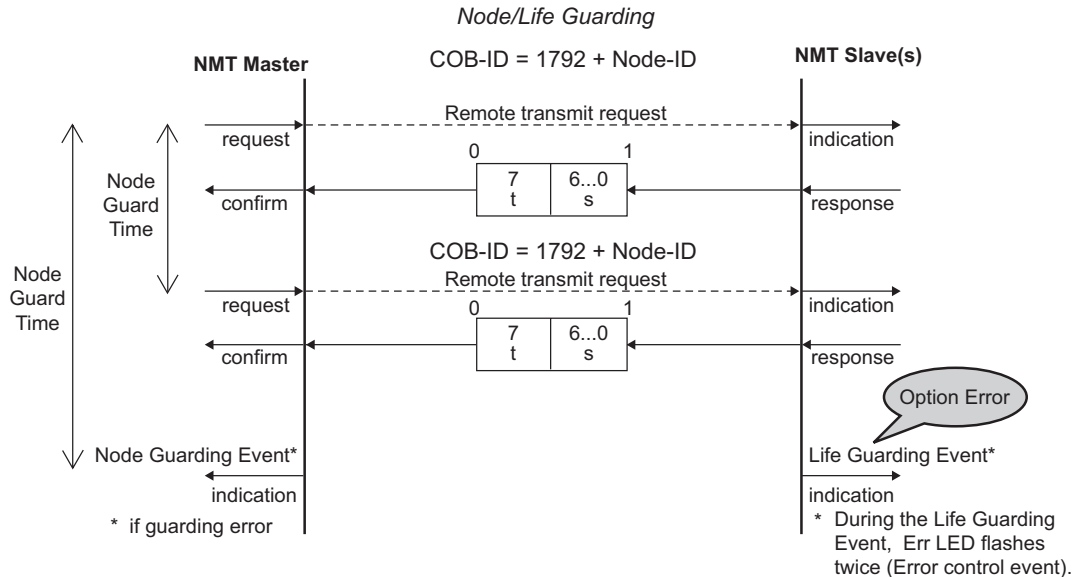 Node/Life Guarding
NMT Master
COB-ID = 1792 + Node-ID
NMT Slave(s)
Remote transmit request
request
indication
0 1
7 6...0
t s
confirm
response
Node
Guard
Time
COB-ID = 1792 + Node-ID
Remote transmit request
Node
Guard
Time
request
indication
0 1
7 6...0
t s
confirm
response
Option Error
Node Guarding Event*
Life Guarding Event*
indication
indication
* if guarding error
* During the Life Guarding
Event, Err LED flashes
twice (Error control event).